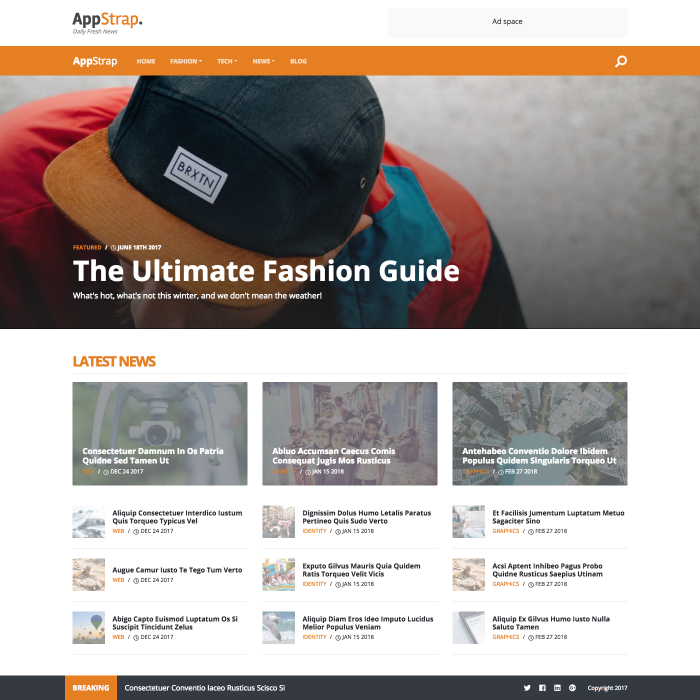 AppStrap.
Daily Fresh News
Ad space
AppStrap HOME FASHION TECH NEWS BLOG
BRXTN
FEATURED / JUNE 18TH 2017
The Ultimate Fashion Guide
What's hot, what's not this winter, and we don't mean the weather!
LATEST NEWS
Consectetuer Damnum In Os Patria
Quidne Sed Tamen Ut
/ DEC 24 2017
Abluo Accumsan Caecus Comis
Consequat Jugis Mos Rusticus
/ JAN 15 2018
Antehabeo Conventio Dolore Ibidem
Populus Quidem Singularis Torqueo Ut
/ FEB 27 2018
Aliquip Consectetuer Interdico Iustum
Quis Torqueo Typicus Vel
WEB / DEC 24 2017
Dignissim Dolus Humo Letalis Paratus
Pertineo Quis Sudo Verto
IDENTITY / JAN 15 2018
Et Facilisis Jumentum Luptatum Metuo
Sagaciter Sino
GRAPHICS / FEB 27 2018
Augue Camur Iusto Te Tego Tum Verto
WEB / DEC 24 2017
Exputo Gilvus Mauris Quia Quidem
Ratis Torqueo Velit Vicis
IDENTITY / JAN 15 2018
Acsi Aptent Inhibeo Pagus Probo
Quidne Rusticus Saepius Utinam
GRAPHICS / FEB 27 2018
Abigo Capto Euismod Luptatum Os Si
Suscipit Tincidunt Zelus
WEB / DEC 24 2017
Aliquip Diam Eros Ideo Imputo Lucidus
Melior Populus Veniam
IDENTITY / JAN 15 2018
Aliquip Ex Gilvus Humo Iusto Nulla
Saluto Tamen
GRAPHICS / FEB 27 2018
BREAKING Consectetuer Conventio Iaceo Rusticus Scisco Si Copyright 2017